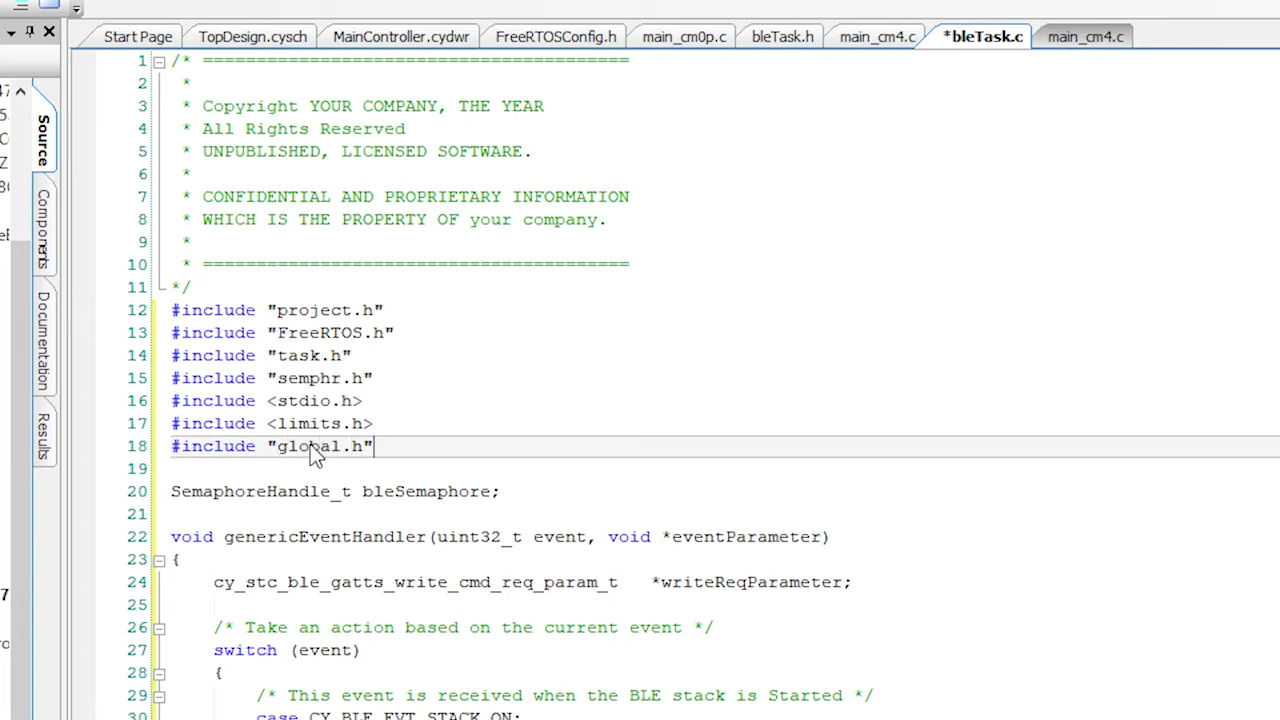 Start Page TopDesign.cysch MainController.cydwr FreeRTOSConfig.h main_cm0p.c bleTask.h main_cm4.c *bleTask.c main_cm4.c
Source
Components
Documentation
Results
1 /* ========================================
2 *
3 * Copyright YOUR COMPANY, THE YEAR
4 * All Rights Reserved
5 * UNPUBLISHED, LICENSED SOFTWARE.
6 *
7 * CONFIDENTIAL AND PROPRIETARY INFORMATION
8 * WHICH IS THE PROPERTY OF your company.
9 *
10 * ========================================
11 */
12 #include "project.h"
13 #include "FreeRTOS.h"
14 #include "task.h"
15 #include "semphr.h"
16 #include <stdio.h>
17 #include <limits.h>
18 #include "global.h"
19
20 SemaphoreHandle_t bleSemaphore;
21
22 void genericEventHandler(uint32_t event, void *eventParameter)
23 {
24 cy_stc_ble_gatts_write_cmd_req_param_t *writeReqParameter;
25
26 /* Take an action based on the current event */
27 switch (event)
28 {
29 /* This event is received when the BLE stack is Started */
30 case CY_BLE_EVT_STACK_ON: